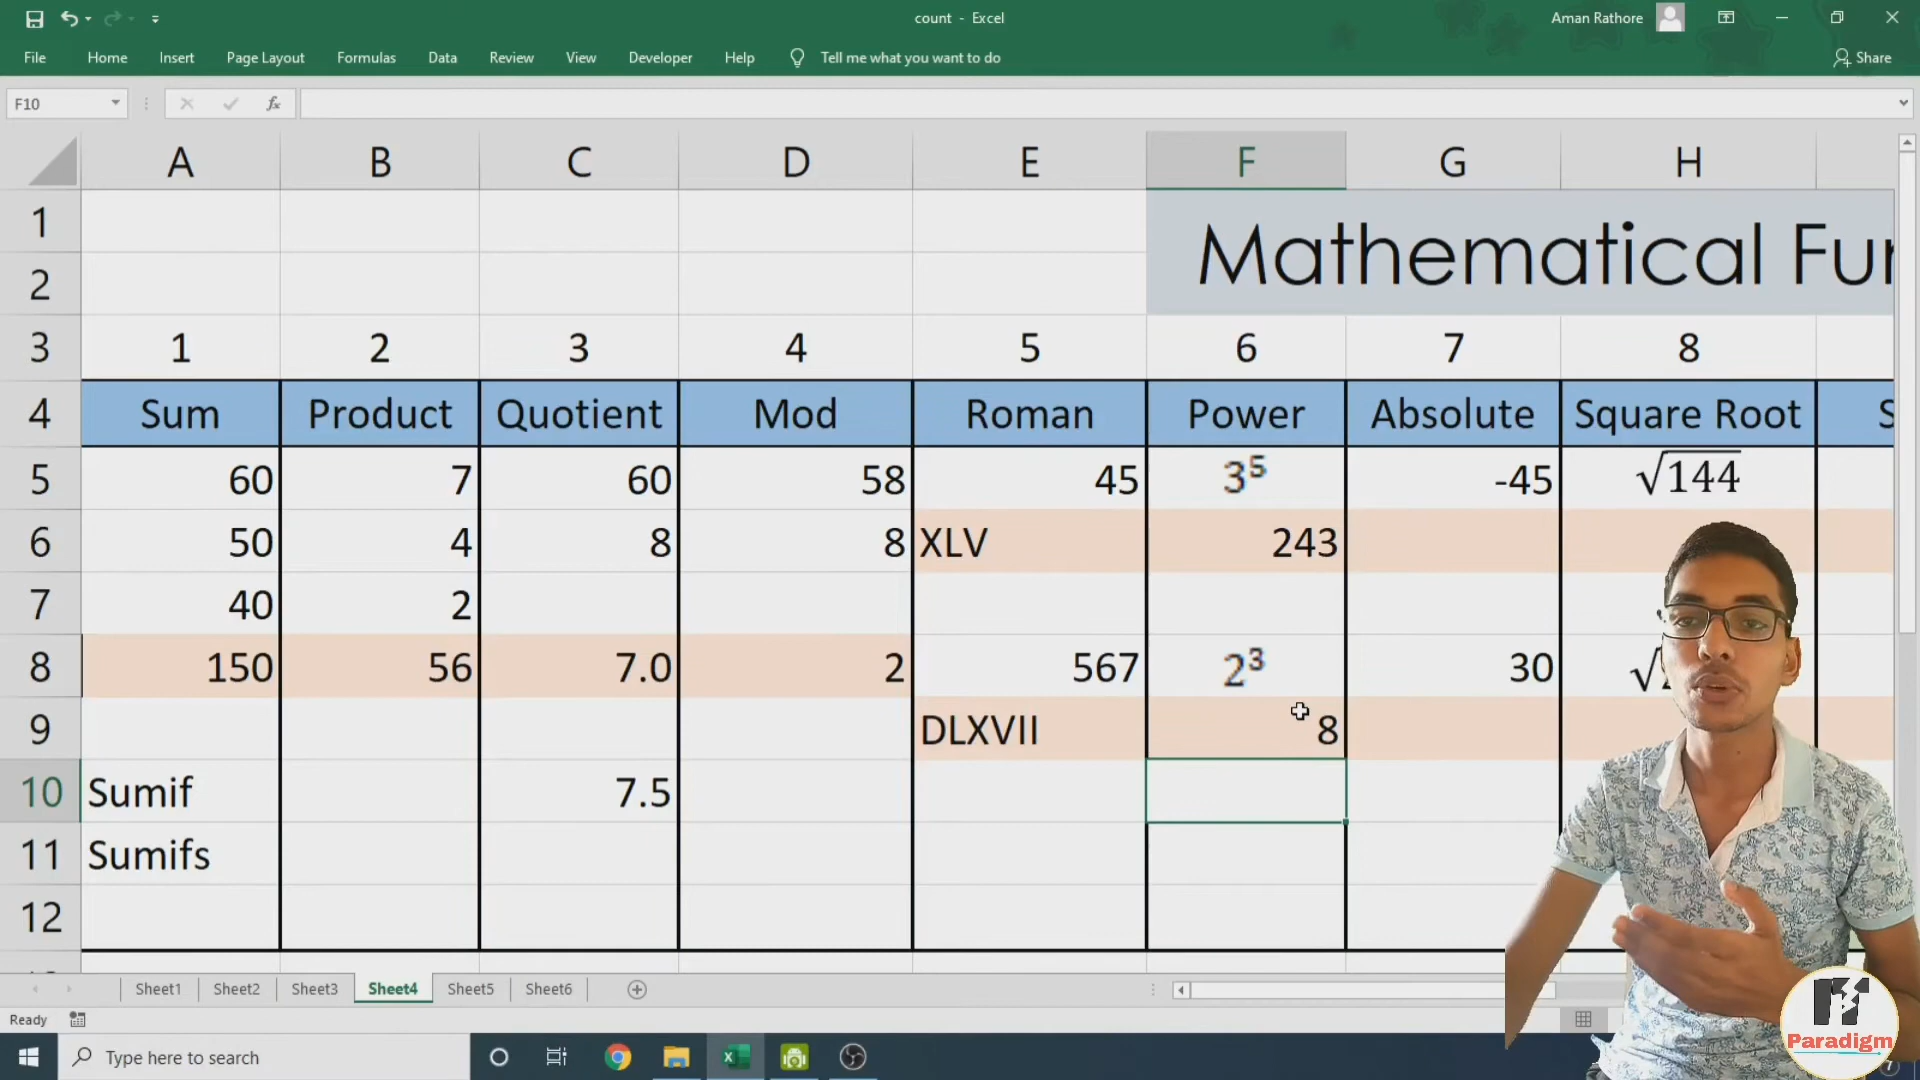 count - Excel
Aman Rathore
File Home Insert Page Layout Formulas Data Review View Developer Help Tell me what you want to do Share
F10 fx
A B C D E F G H
1
Mathematical Fu
2
3 1 2 3 4 5 6 7 8
4 Sum Product Quotient Mod Roman Power Absolute Square Root S
5 60 7 60 58 45 3⁵ -45 √144
6 50 4 8 8 XLV 243
7 40 2
8 150 56 7.0 2 567 2³ 30
9 DLXVII 8
10 Sumif 7.5
11 Sumifs
12
Sheet1 Sheet2 Sheet3 Sheet4 Sheet5 Sheet6
Ready
Paradigm
Type here to search